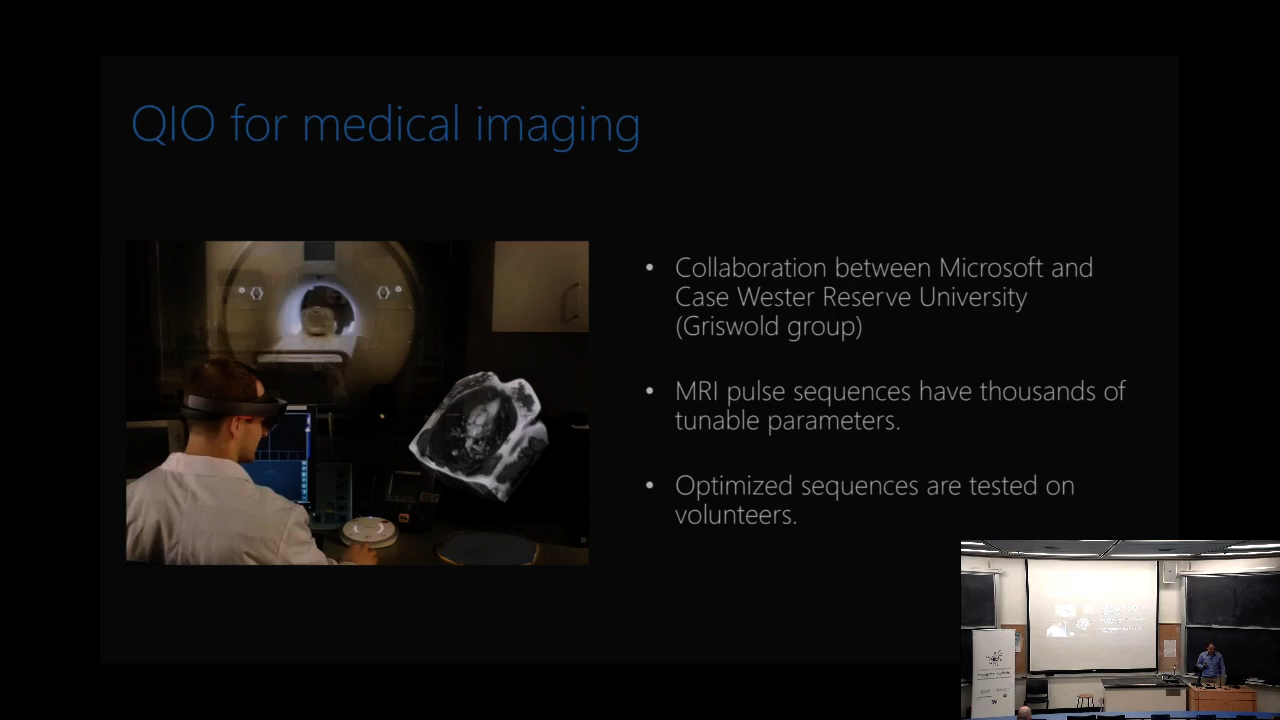 QIO for medical imaging
• Collaboration between Microsoft and
Case Wester Reserve University
(Griswold group)
• MRI pulse sequences have thousands of
tunable parameters.
• Optimized sequences are tested on
volunteers.